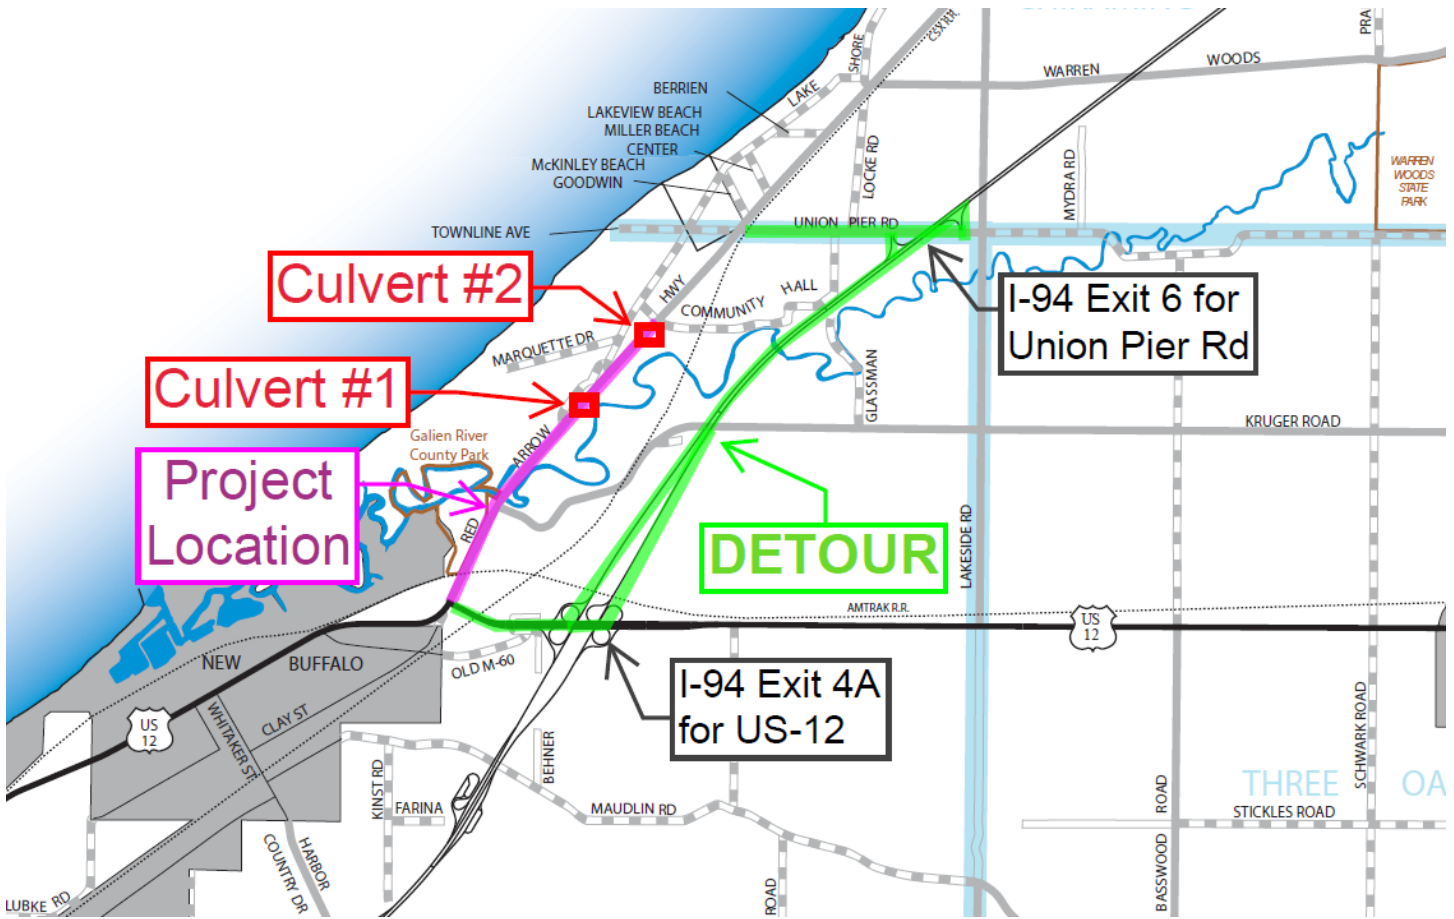 CSX R.R.
SHORE
PRA
WARREN
WOODS
BERRIEN
LAKE
LAKEVIEW BEACH
MILLER BEACH
CENTER
McKINLEY BEACH
GOODWIN
LOCKE RD
MYDRA RD
WARREN
WOODS
STATE
PARK
TOWNLINE AVE
UNION PIER RD
Culvert #2
HWY
COMMUNITY HALL
I-94 Exit 6 for
Union Pier Rd
MARQUETTE DR
Culvert #1
GLASSMAN
KRUGER ROAD
Galien River
County Park
ARROW
Project
Location
RED
DETOUR
LAKESIDE RD
AMTRAK R.R.
US
12
NEW BUFFALO
OLD M-60
I-94 Exit 4A
for US-12
US
12
WHITAKER ST
CLAY ST
BEHNER
KINST RD
FARINA
MAUDLIN RD
THREE OA
SCHWARK ROAD
STICKLES ROAD
BASSWOOD ROAD
HARBOR
COUNTRY DR
LUBKE RD
ROAD